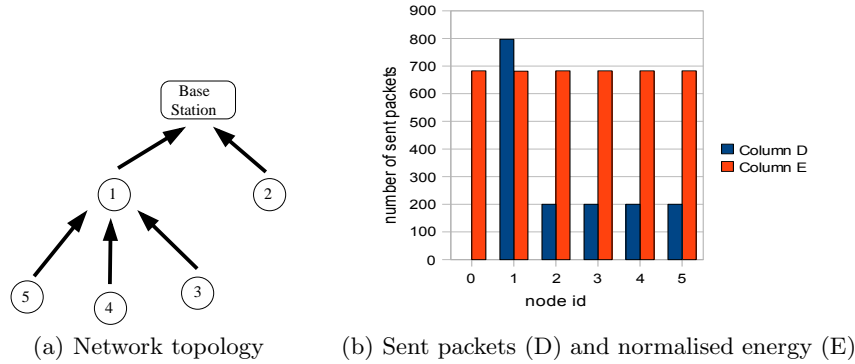 Base
Station
1
2
5
4
3
(a) Network topology
900
800
700
600
500
400
300
200
100
0
number of sent packets
0 1 2 3 4 5
node id
Column D
Column E
(b) Sent packets (D) and normalised energy (E)